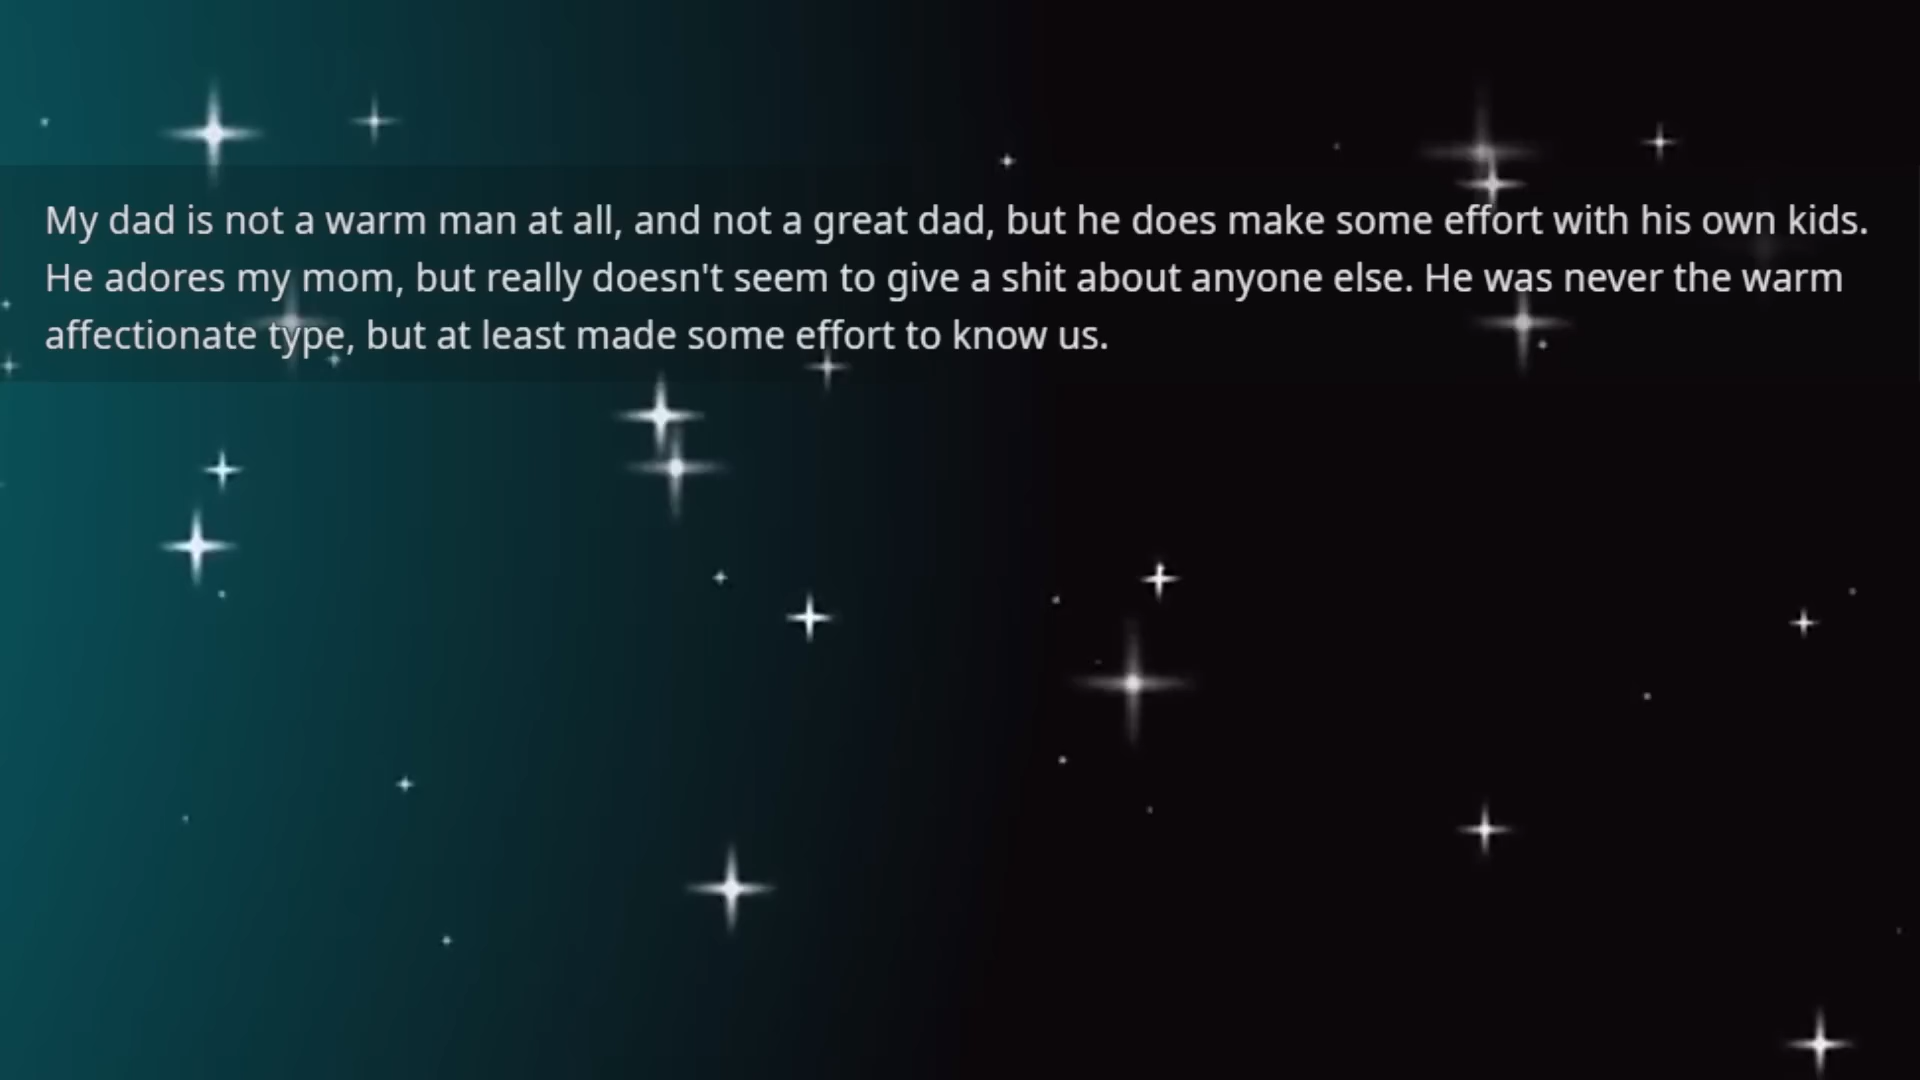 My dad is not a warm man at all, and not a great dad, but he does make some effort with his own kids.
He adores my mom, but really doesn't seem to give a shit about anyone else. He was never the warm
affectionate type, but at least made some effort to know us.